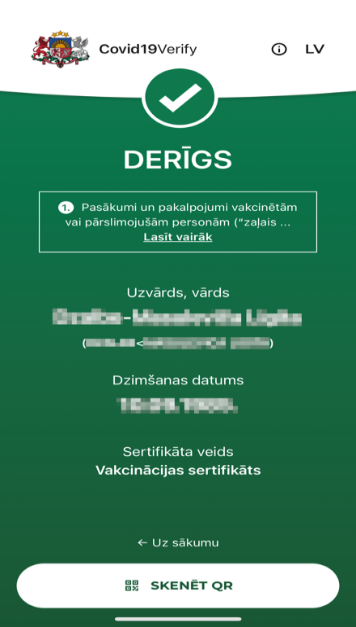 Covid19Verify LV
DERĪGS
1. Pasākumi un pakalpojumi vakcinētām
vai pārslimojušām personām ("zaļais ...
Lasīt vairāk
Uzvārds, vārds
Dzimšanas datums
Sertifikāta veids
Vakcinācijas sertifikāts
← Uz sākumu
SKENĒT QR